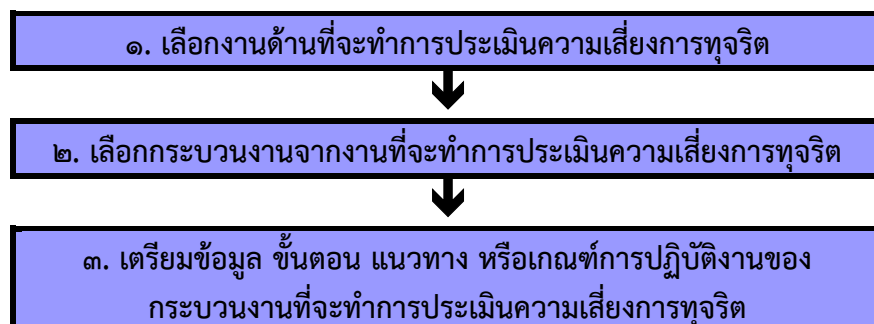 ๑. เลือกงานด้านที่จะทำการประเมินความเสี่ยงการทุจริต
๒. เลือกกระบวนงานจากงานที่จะทำการประเมินความเสี่ยงการทุจริต
๓. เตรียมข้อมูล ขั้นตอน แนวทาง หรือเกณฑ์การปฏิบัติงานของ
กระบวนงานที่จะทำการประเมินความเสี่ยงการทุจริต